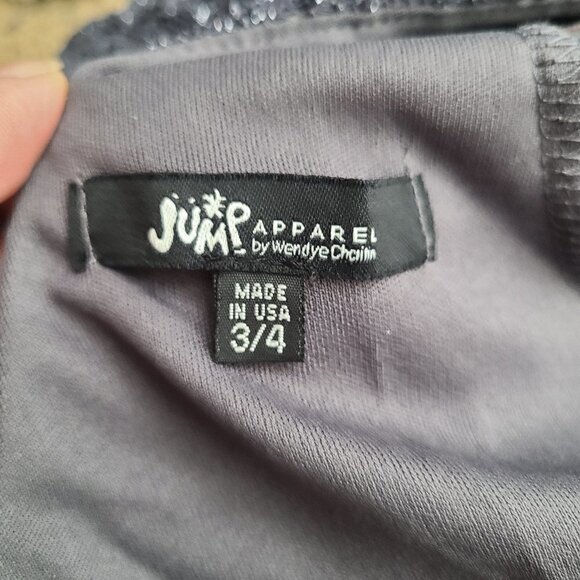 JUMP APPAREL
by Wendye Chaitin
MADE
IN USA
3/4